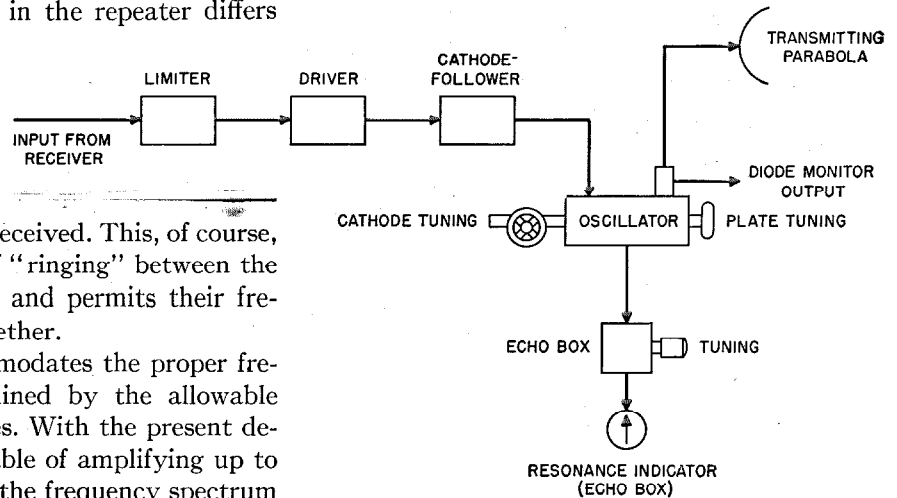 in the repeater differs
TRANSMITTING
PARABOLA
CATHODE-
FOLLOWER
LIMITER
DRIVER
INPUT FROM
RECEIVER
DIODE MONITOR
OUTPUT
CATHODE TUNING
OSCILLATOR
PLATE TUNING
ECHO BOX
TUNING
RESONANCE INDICATOR
(ECHO BOX)
eceived. This, of course,
"ringing" between the
and permits their fre-
ether.
modates the proper fre-
ined by the allowable
es. With the present de-
ble of amplifying up to
the frequency spectrum